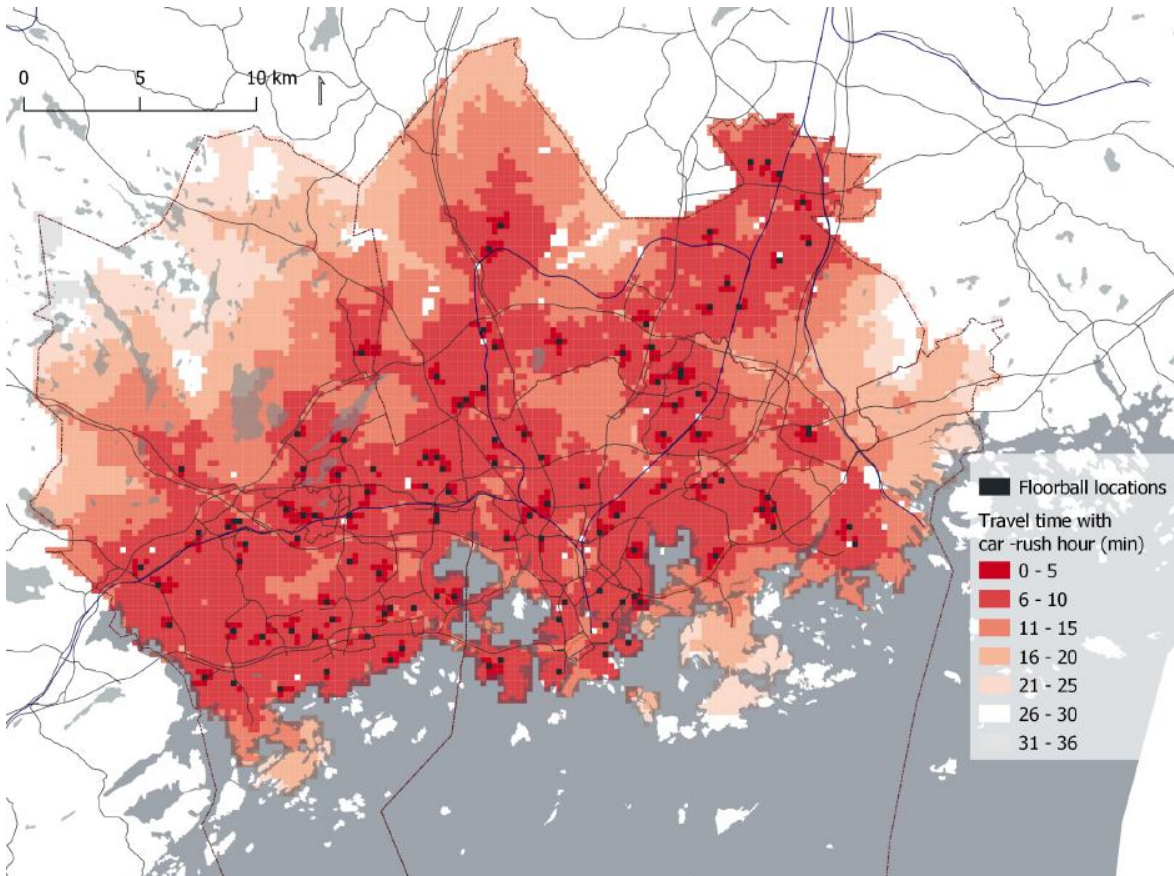 0 5 10 km
Floorball locations
Travel time with
car -rush hour (min)
0 - 5
6 - 10
11 - 15
16 - 20
21 - 25
26 - 30
31 - 36